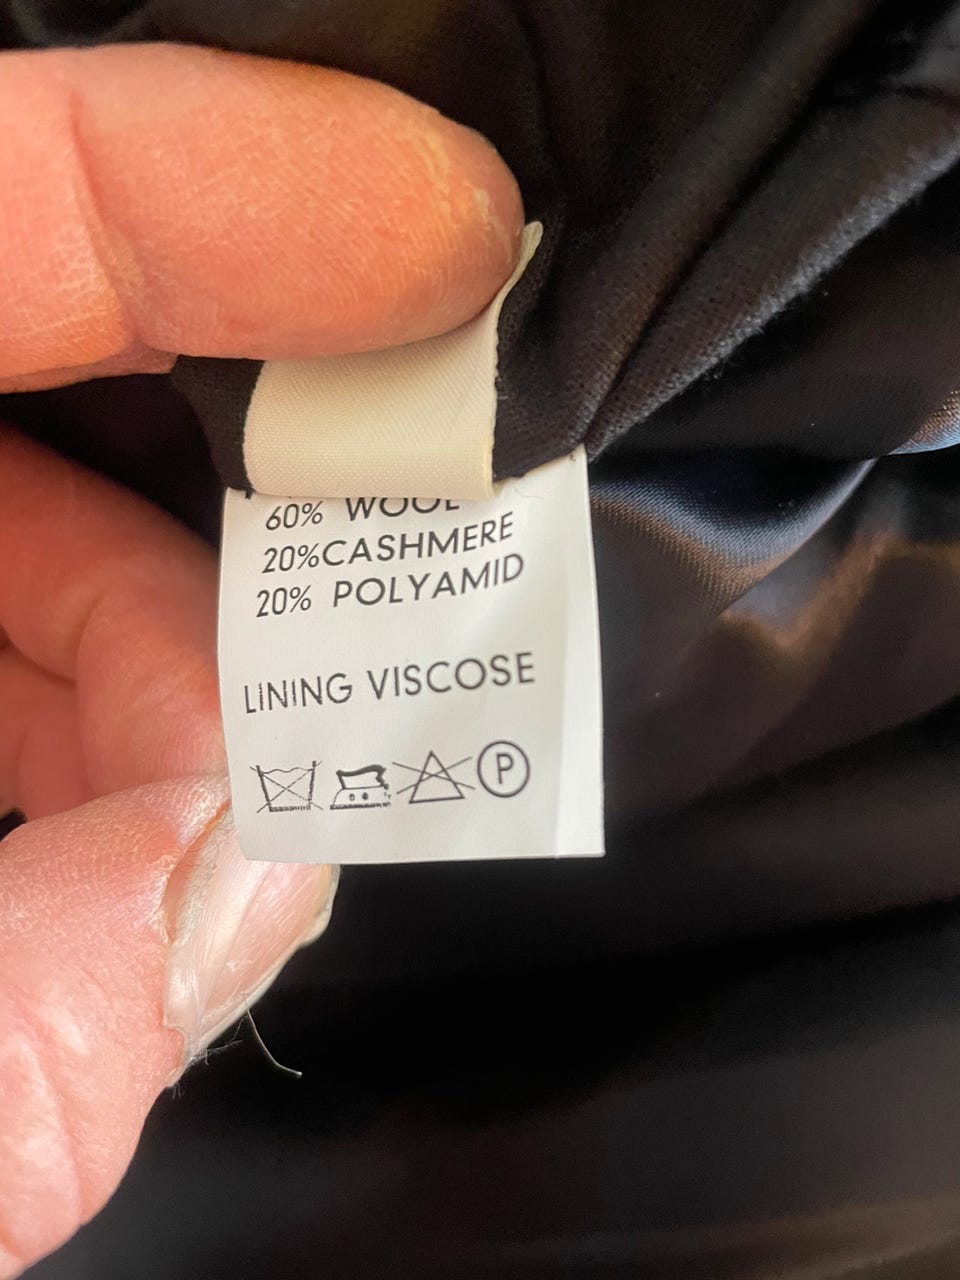 60% WOOL
20%CASHMERE
20% POLYAMID
LINING VISCOSE
P